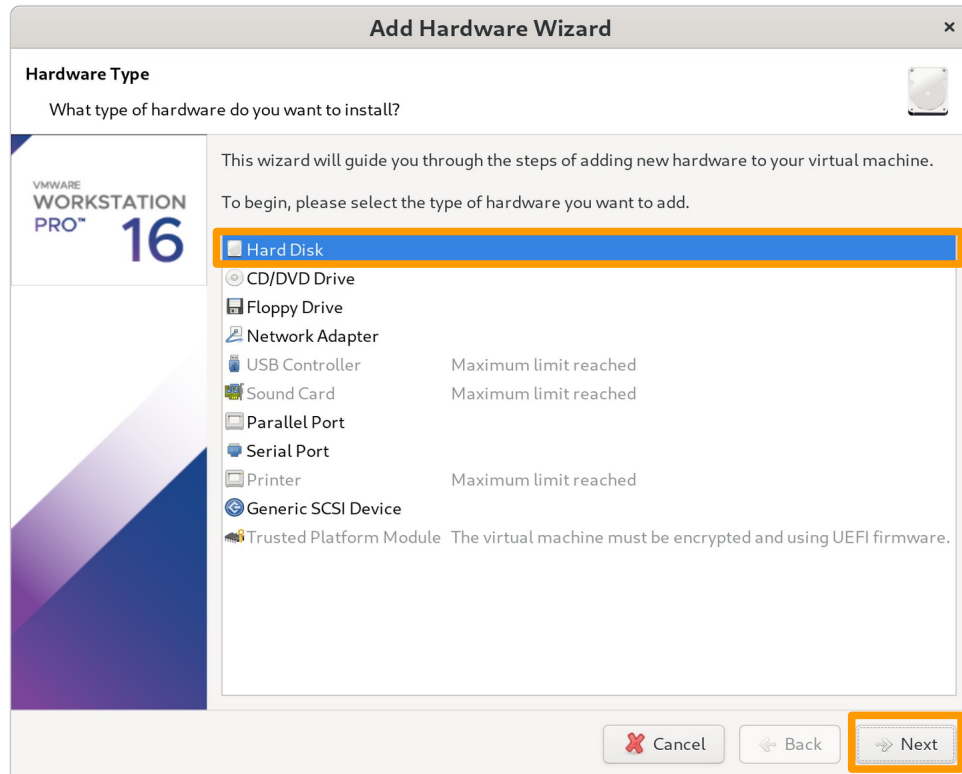 Add Hardware Wizard
×
Hardware Type
What type of hardware do you want to install?
VMWARE
WORKSTATION
PRO™ 16
This wizard will guide you through the steps of adding new hardware to your virtual machine.
To begin, please select the type of hardware you want to add.
Hard Disk
CD/DVD Drive
Floppy Drive
Network Adapter
USB Controller Maximum limit reached
Sound Card Maximum limit reached
Parallel Port
Serial Port
Printer Maximum limit reached
Generic SCSI Device
Trusted Platform Module The virtual machine must be encrypted and using UEFI firmware.
Cancel Back Next